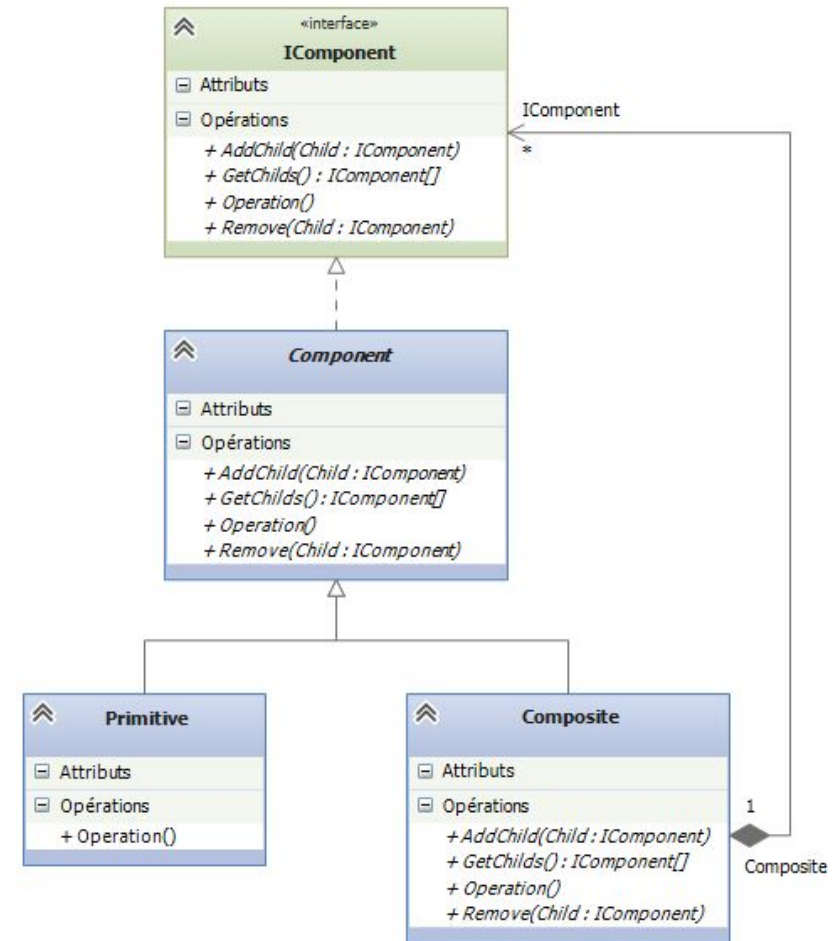 «interface»
IComponent
Attributs
Opérations
+ AddChild(Child : IComponent)
+ GetChilds() : IComponent[]
+ Operation()
+ Remove(Child : IComponent)
IComponent
*
Component
Attributs
Opérations
+ AddChild(Child : IComponent)
+ GetChilds() : IComponent[]
+ Operation()
+ Remove(Child : IComponent)
Primitive
Attributs
Opérations
+ Operation()
Composite
Attributs
Opérations
+ AddChild(Child : IComponent)
+ GetChilds() : IComponent[]
+ Operation()
+ Remove(Child : IComponent)
1
Composite